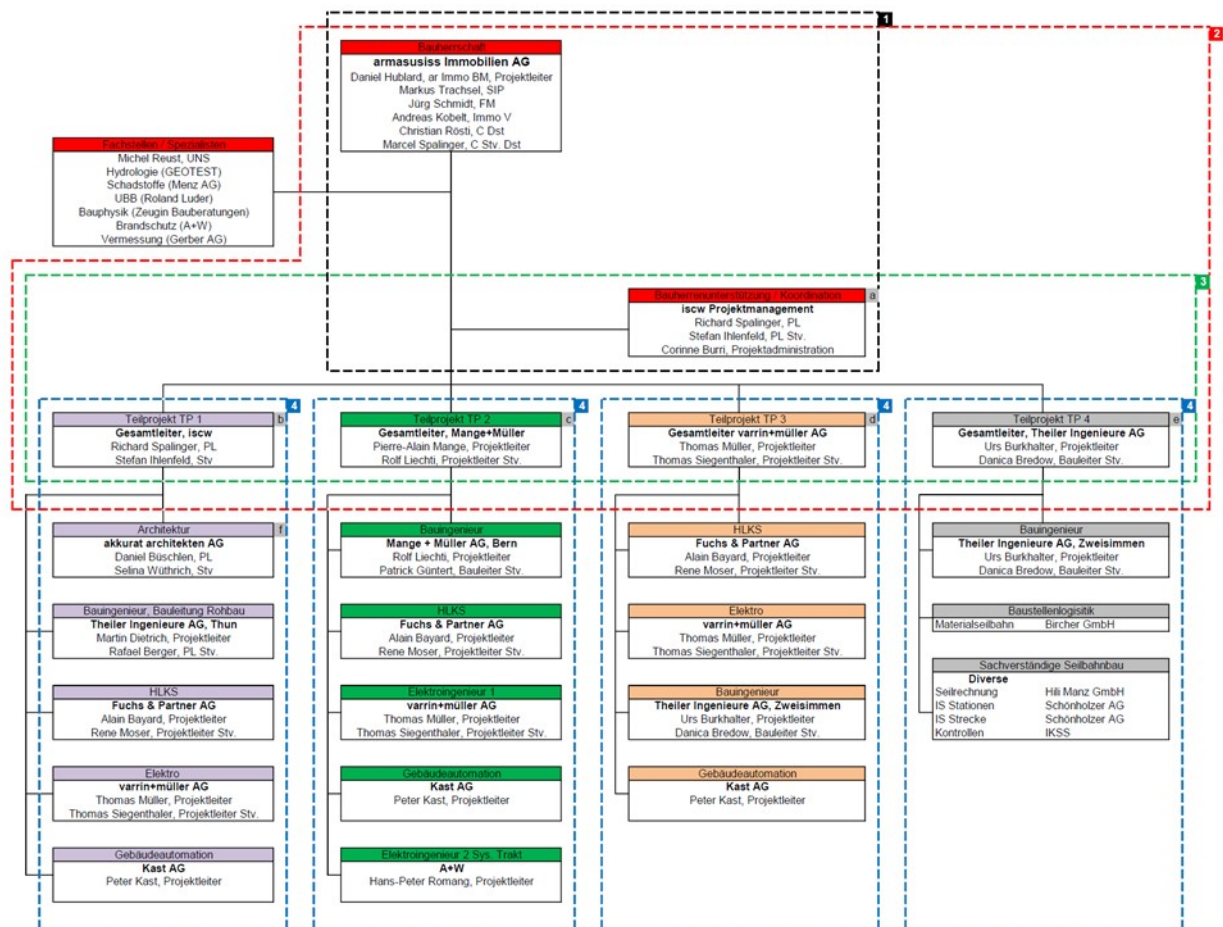 1
2
Bauherrschaft
armasusiss Immobilien AG
Daniel Hublard, ar Immo BM, Projektleiter
Markus Trachsel, SIP
Jürg Schmidt, FM
Andreas Kobelt, Immo V
Christian Rösti, C Dst
Marcel Spalinger, C Stv. Dst
Fachstellen / Spezialisten
Michel Reust, UNS
Hydrologie (GEOTEST)
Schadstoffe (Menz AG)
UBB (Roland Luder)
Bauphysik (Zeugin Bauberatungen)
Brandschutz (A+W)
Vermessung (Gerber AG)
3
Bauherrenunterstützung / Koordination
a
iscw Projektmanagement
Richard Spalinger, PL
Stefan Ihlenfeld, PL Stv.
Corinne Burri, Projektadministration
4
Teilprojekt TP 1
b
Gesamtleiter, iscw
Richard Spalinger, PL
Stefan Ihlenfeld, Stv
Architektur
f
akkurat architekten AG
Daniel Büschlen, PL
Selina Wüthrich, Stv
Bauingenieur, Bauleitung Rohbau
Theiler Ingenieure AG, Thun
Martin Dietrich, Projektleiter
Rafael Berger, PL Stv.
HLKS
Fuchs & Partner AG
Alain Bayard, Projektleiter
Rene Moser, Projektleiter Stv.
Elektro
varrin+müller AG
Thomas Müller, Projektleiter
Thomas Siegenthaler, Projektleiter Stv.
Gebäudeautomation
Kast AG
Peter Kast, Projektleiter
4
Teilprojekt TP 2
c
Gesamtleiter, Mange+Müller
Pierre-Alain Mange, Projektleiter
Rolf Liechti, Projektleiter Stv.
Bauingenieur
Mange + Müller AG, Bern
Rolf Liechti, Projektleiter
Patrick Güntert, Bauleiter Stv.
HLKS
Fuchs & Partner AG
Alain Bayard, Projektleiter
Rene Moser, Projektleiter Stv.
Elektroingenieur 1
varrin+müller AG
Thomas Müller, Projektleiter
Thomas Siegenthaler, Projektleiter Stv.
Gebäudeautomation
Kast AG
Peter Kast, Projektleiter
Elektroingenieur 2 Sys. Trakt
A+W
Hans-Peter Romang, Projektleiter
4
Teilprojekt TP 3
d
Gesamtleiter varrin+müller AG
Thomas Müller, Projektleiter
Thomas Siegenthaler, Projektleiter Stv.
HLKS
Fuchs & Partner AG
Alain Bayard, Projektleiter
Rene Moser, Projektleiter Stv.
Elektro
varrin+müller AG
Thomas Müller, Projektleiter
Thomas Siegenthaler, Projektleiter Stv.
Bauingenieur
Theiler Ingenieure AG, Zweisimmen
Urs Burkhalter, Projektleiter
Danica Bredow, Bauleiter Stv.
Gebäudeautomation
Kast AG
Peter Kast, Projektleiter
4
Teilprojekt TP 4
e
Gesamtleiter, Theiler Ingenieure AG
Urs Burkhalter, Projektleiter
Danica Bredow, Bauleiter Stv.
Bauingenieur
Theiler Ingenieure AG, Zweisimmen
Urs Burkhalter, Projektleiter
Danica Bredow, Bauleiter Stv.
Baustellenlogisitik
Materialseilbahn Bircher GmbH
Sachverständige Seilbahnbau
Diverse
Seilrechnung Hili Manz GmbH
IS Stationen Schönholzer AG
IS Strecke Schönholzer AG
Kontrollen IKSS